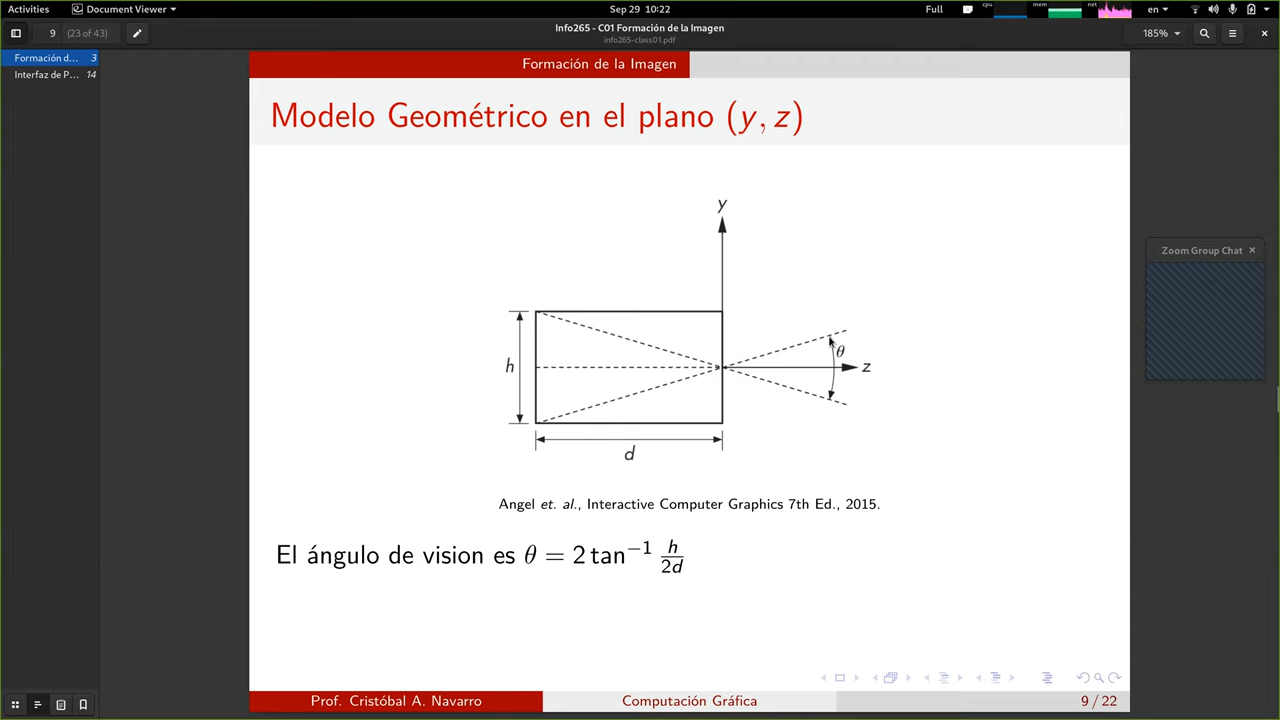 Activities
Document Viewer
Sep 29 10:22
Full
cpu
mem
net
en
9 (23 of 43)
Info265 - C01 Formación de la Imagen
info265-class01.pdf
185%
Formación d... 3
Interfaz de P... 14
Formación de la Imagen
Modelo Geométrico en el plano (y, z)
y
h
θ
z
d
Angel et. al., Interactive Computer Graphics 7th Ed., 2015.
El ángulo de vision es θ = 2 tan⁻¹ h/2d
Zoom Group Chat
Prof. Cristóbal A. Navarro
Computación Gráfica
9 / 22